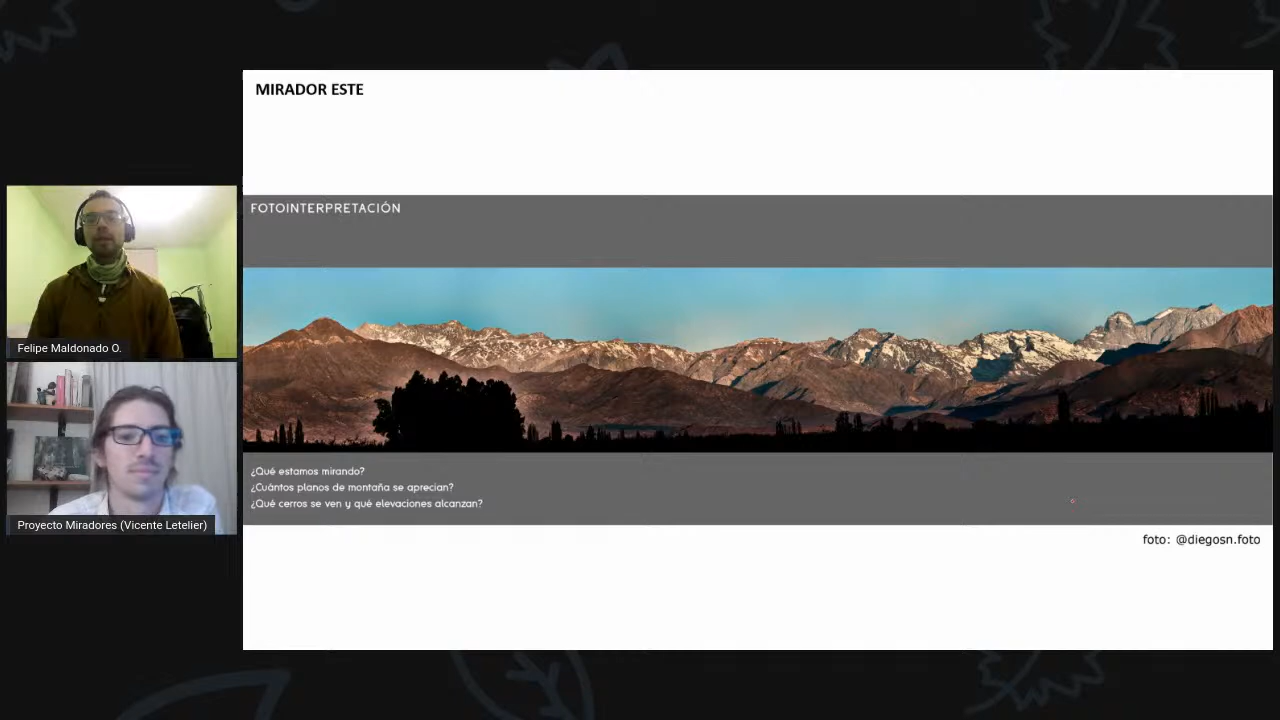 MIRADOR ESTE
FOTOINTERPRETACIÓN
¿Qué estamos mirando?
¿Cuántos planos de montaña se aprecian?
¿Qué cerros se ven y qué elevaciones alcanzan?
foto: @diegosn.foto
Felipe Maldonado O.
Proyecto Miradores (Vicente Letelier)